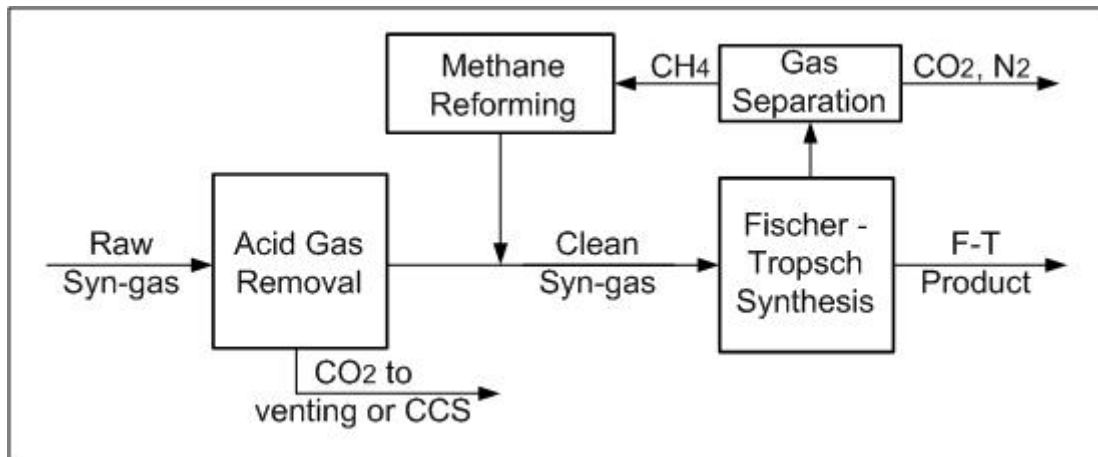 Methane
Reforming
CH4
Gas
Separation
CO2, N2
Raw
Syn-gas
Acid Gas
Removal
Clean
Syn-gas
Fischer -
Tropsch
Synthesis
F-T
Product
CO2 to
venting or CCS